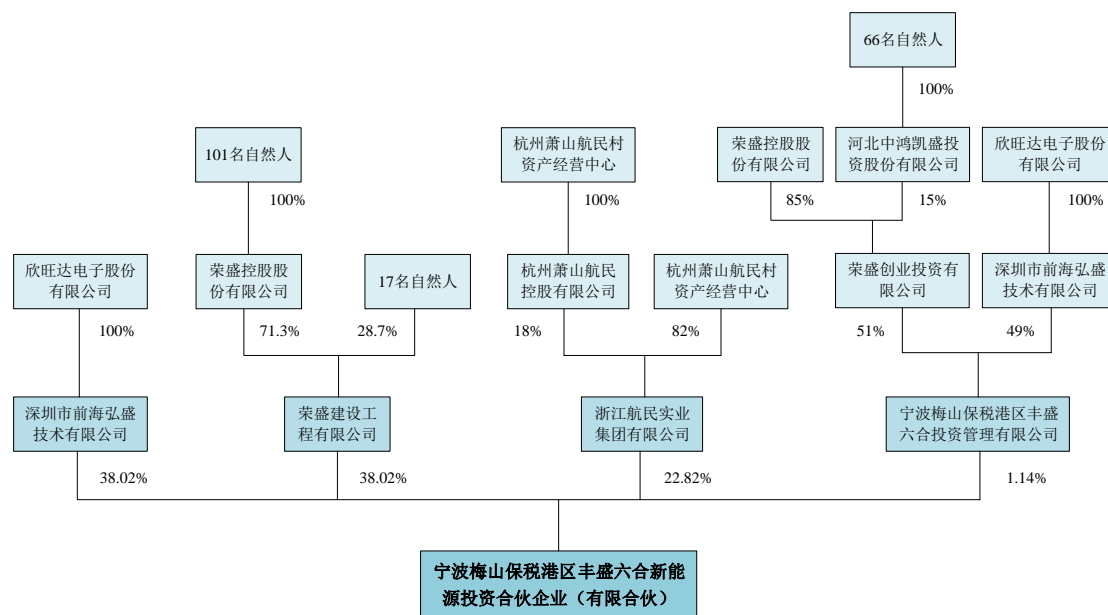 66名自然人
100%
101名自然人
杭州萧山航民村
资产经营中心
荣盛控股股
份有限公司
河北中鸿凯盛投
资股份有限公司
欣旺达电子股份
有限公司
100%
100%
85%
15%
100%
欣旺达电子股份
有限公司
荣盛控股股
份有限公司
17名自然人
杭州萧山航民
控股有限公司
杭州萧山航民村
资产经营中心
荣盛创业投资有
限公司
深圳市前海弘盛
技术有限公司
100%
71.3%
28.7%
18%
82%
51%
49%
深圳市前海弘盛
技术有限公司
荣盛建设工
程有限公司
浙江航民实业
集团有限公司
宁波梅山保税港区丰盛
六合投资管理有限公司
38.02%
38.02%
22.82%
1.14%
宁波梅山保税港区丰盛六合新能
源投资合伙企业（有限合伙）